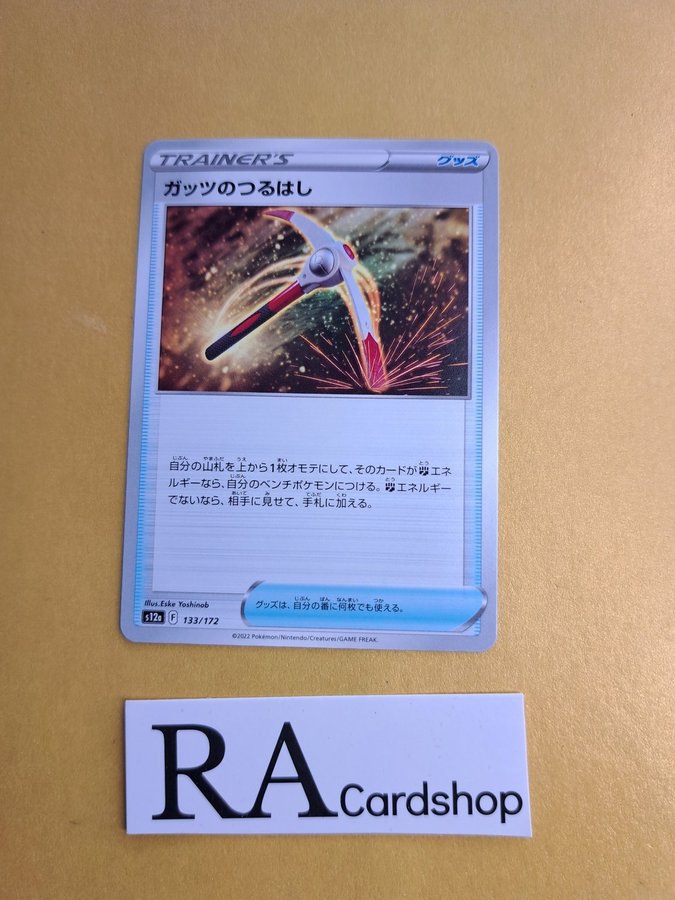 TRAINER'S グッズ
ガッツのつるはし
自分の山札を上から1枚オモテにして、そのカードが闘エネ
ルギーなら、自分のベンチポケモンにつける。闘エネルギー
でないなら、相手に見せて、手札に加える。
Illus.Eske Yoshinob
グッズは、自分の番に何枚でも使える。
s12a F 133/172
©2022 Pokémon/Nintendo/Creatures/GAME FREAK.
RA Cardshop